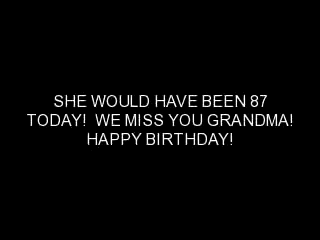 SHE WOULD HAVE BEEN 87
TODAY!  WE MISS YOU GRANDMA!
HAPPY BIRTHDAY!